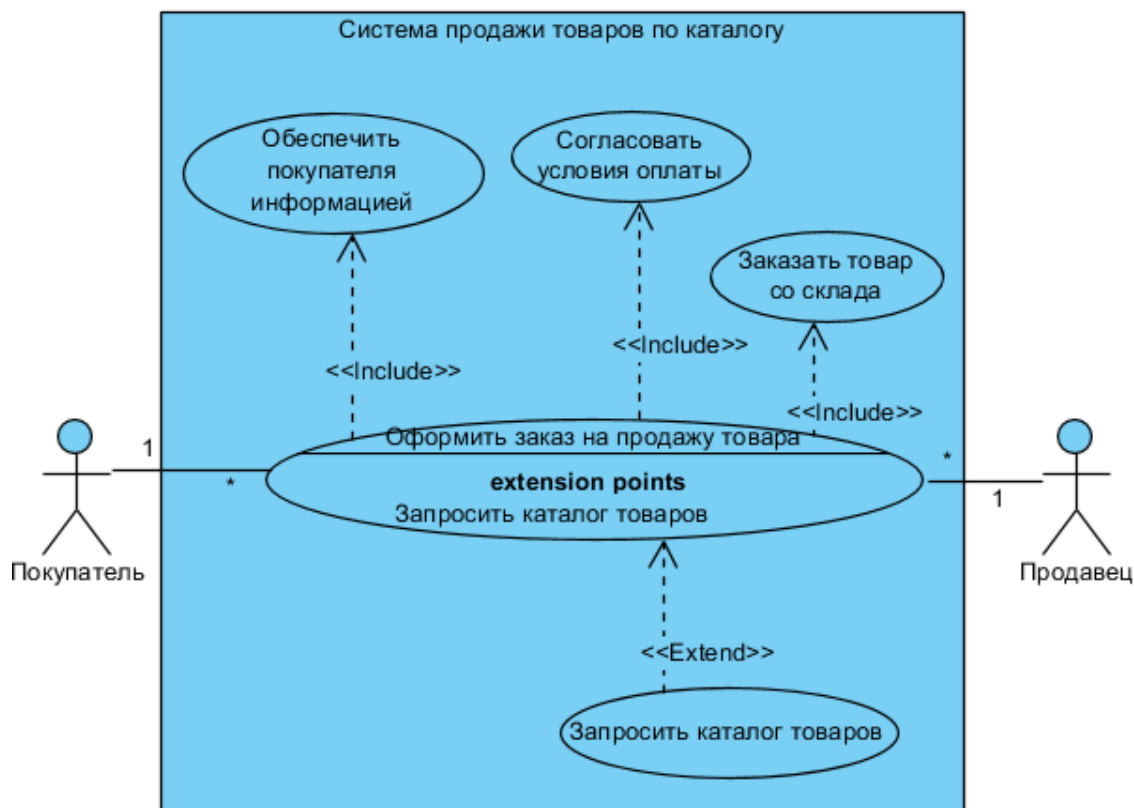 Система продажи товаров по каталогу
Обеспечить
покупателя
информацией
Согласовать
условия оплаты
Заказать товар
со склада
<<Include>>
<<Include>>
<<Include>>
Оформить заказ на продажу товара
extension points
Запросить каталог товаров
1
*
*
1
Покупатель
Продавец
<<Extend>>
Запросить каталог товаров